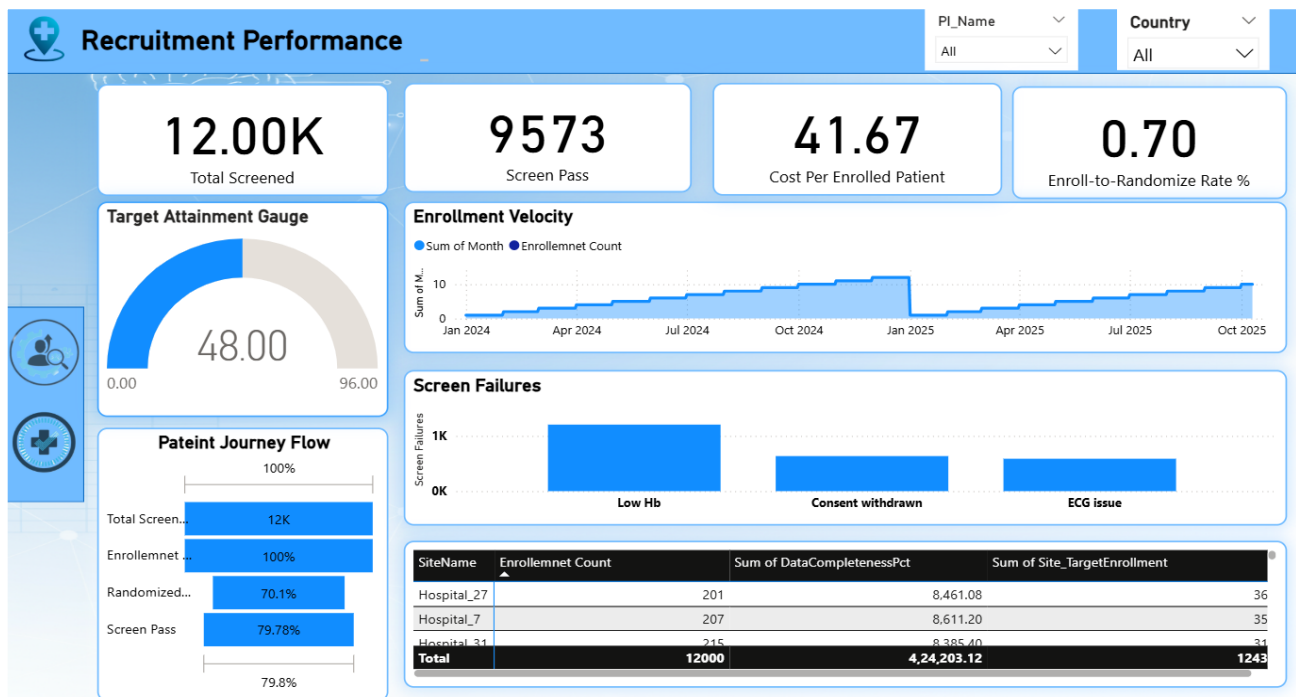 Recruitment Performance
PI_Name
All
Country
All
12.00K
Total Screened
9573
Screen Pass
41.67
Cost Per Enrolled Patient
0.70
Enroll-to-Randomize Rate %
Target Attainment Gauge
48.00
0.00
96.00
Enrollment Velocity
Sum of Month Enrollemnet Count
Sum of M...
10
0
Jan 2024 Apr 2024 Jul 2024 Oct 2024 Jan 2025 Apr 2025 Jul 2025 Oct 2025
Screen Failures
Screen Failures
1K
0K
Low Hb Consent withdrawn ECG issue
Pateint Journey Flow
100%
Total Screen... 12K
Enrollemnet ... 100%
Randomized... 70.1%
Screen Pass 79.78%
79.8%
SiteName Enrollemnet Count Sum of DataCompletenessPct Sum of Site_TargetEnrollment
Hospital_27 201 8,461.08 36
Hospital_7 207 8,611.20 35
Hospital_31 215 8,385.40 31
Total 12000 4,24,203.12 1243